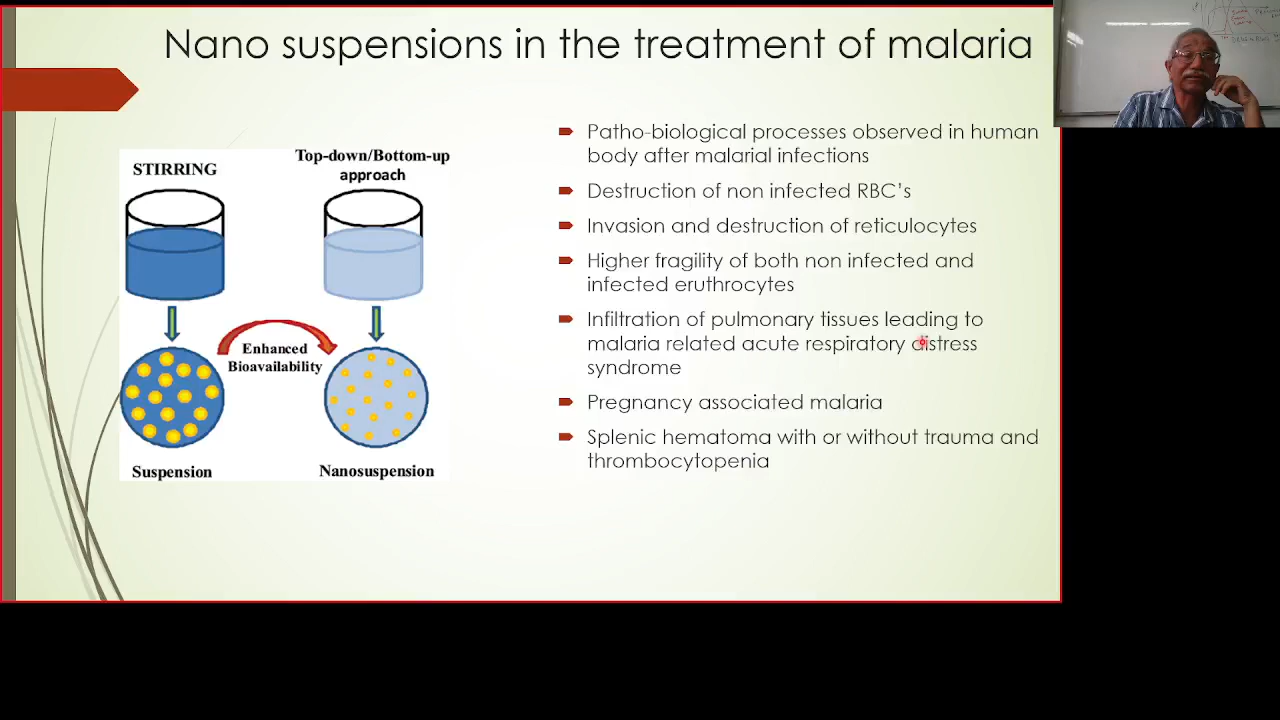 Nano suspensions in the treatment of malaria
STIRRING
Top-down/Bottom-up
approach
Enhanced
Bioavailability
Suspension
Nanosuspension
Patho-biological processes observed in human
body after malarial infections
Destruction of non infected RBC's
Invasion and destruction of reticulocytes
Higher fragility of both non infected and
infected eruthrocytes
Infiltration of pulmonary tissues leading to
malaria related acute respiratory distress
syndrome
Pregnancy associated malaria
Splenic hematoma with or without trauma and
thrombocytopenia